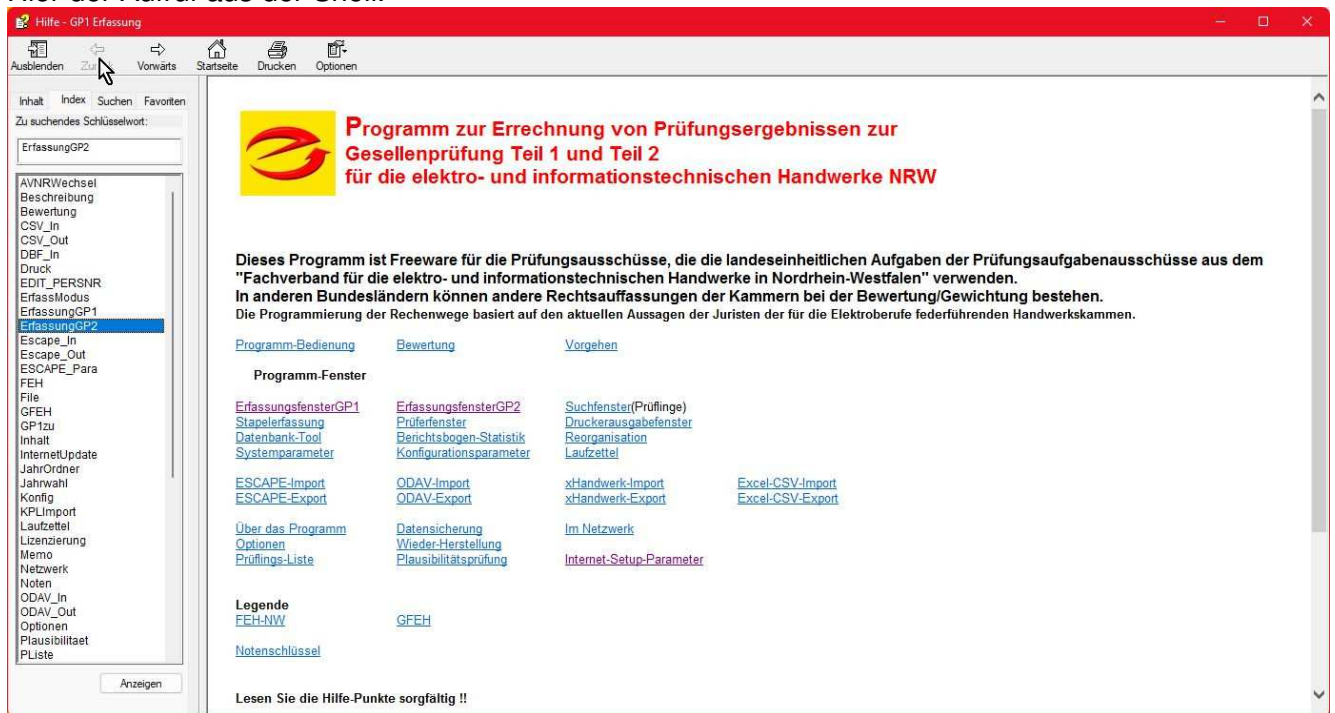 Hilfe - GP1 Erfassung
Ausblenden Vorwärts Startseite Drucken Optionen
Inhalt Index Suchen Favoriten
Zu suchendes Schlüsselwort:
ErfassungGP2
AVNRWechsel
Beschreibung
Bewertung
CSV_In
CSV_Out
DBF_In
Druck
EDIT_PERSNR
ErfassModus
ErfassungGP1
ErfassungGP2
Escape_In
Escape_Out
ESCAPE_Para
FEH
File
GFEH
GP1zu
Inhalt
InternetUpdate
JahrOrdner
Jahrwahl
Konfig
KPLImport
Laufzettel
Lizenzierung
Memo
Netzwerk
Noten
ODAV_In
ODAV_Out
Optionen
Plausibilitaet
PListe
Anzeigen
Programm zur Errechnung von Prüfungsergebnissen zur
Gesellenprüfung Teil 1 und Teil 2
für die elektro- und informationstechnischen Handwerke NRW
Dieses Programm ist Freeware für die Prüfungsausschüsse, die die landeseinheitlichen Aufgaben der Prüfungsaufgabenausschüsse aus dem
"Fachverband für die elektro- und informationstechnischen Handwerke in Nordrhein-Westfalen" verwenden.
In anderen Bundesländern können andere Rechtsauffassungen der Kammern bei der Bewertung/Gewichtung bestehen.
Die Programmierung der Rechenwege basiert auf den aktuellen Aussagen der Juristen der für die Elektroberufe federführenden Handwerkskammen.
Programm-Bedienung Bewertung Vorgehen
Programm-Fenster
ErfassungsfensterGP1 ErfassungsfensterGP2 Suchfenster(Prüflinge)
Stapelerfassung Prüferfenster Druckerausgabefenster
Datenbank-Tool Berichtsbogen-Statistik Reorganisation
Systemparameter Konfigurationsparameter Laufzettel
ESCAPE-Import ODAV-Import xHandwerk-Import Excel-CSV-Import
ESCAPE-Export ODAV-Export xHandwerk-Export Excel-CSV-Export
Über das Programm Datensicherung Im Netzwerk
Optionen Wieder-Herstellung
Prüflings-Liste Plausibilitätsprüfung Internet-Setup-Parameter
Legende
FEH-NW GFEH
Notenschlüssel
Lesen Sie die Hilfe-Punkte sorgfältig !!